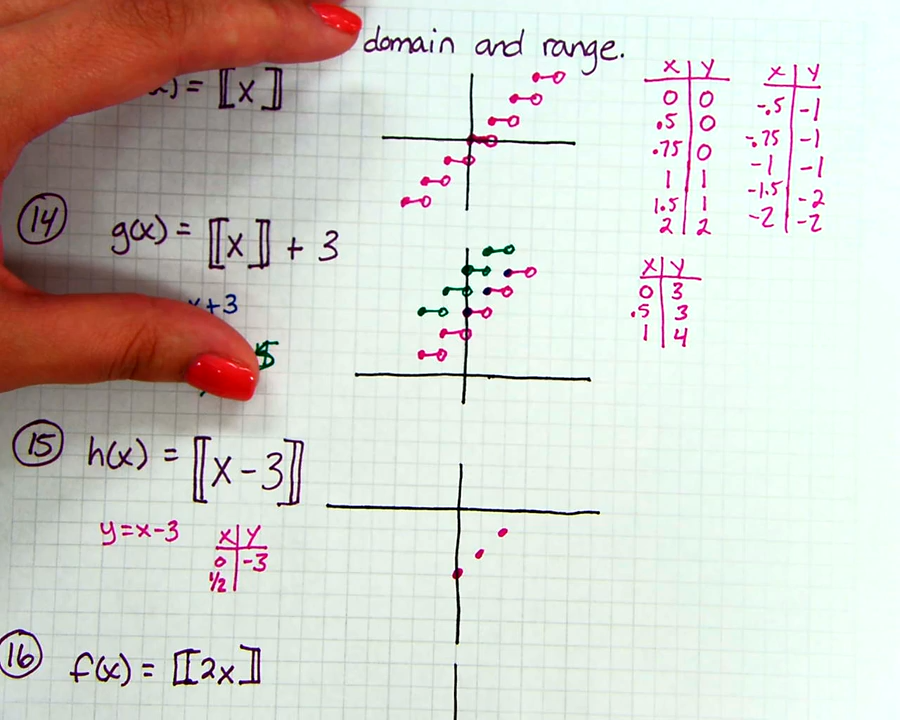 domain and range.
) = [[x]]
x | y
0 | 0
.5 | 0
.75 | 0
1 | 1
1.5 | 1
2 | 2
x | y
-.5 | -1
-.75 | -1
-1 | -1
-1.5 | -2
-2 | -2
14 g(x) = [[x]] + 3
x+3
5
x | y
0 | 3
.5 | 3
1 | 4
15 h(x) = [[x-3]]
y=x-3
x | y
0 | -3
1/2 |
16 f(x) = [[2x]]